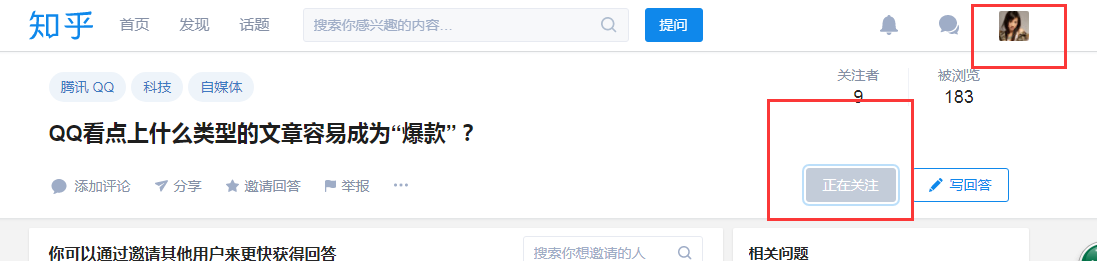 知乎 首页 发现 话题 搜索你感兴趣的内容... 提问
腾讯 QQ 科技 自媒体 关注者 被浏览
9 183
QQ看点上什么类型的文章容易成为“爆款”？
添加评论 分享 邀请回答 举报 ... 正在关注 写回答
你可以通过邀请其他用户来更快获得回答 搜索你想邀请的人 相关问题